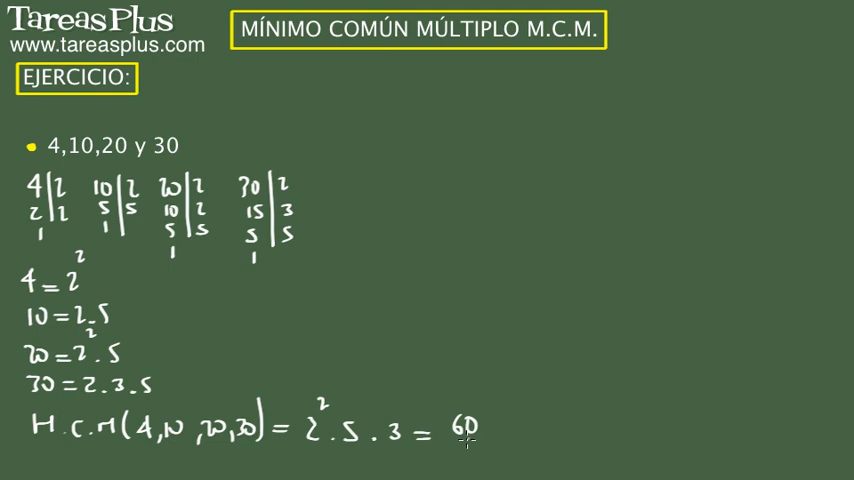 TareasPlus
www.tareasplus.com
MÍNIMO COMÚN MÚLTIPLO M.C.M.
EJERCICIO:
• 4,10,20 y 30
4|2 10|2 20|2 30|2
2|2 5|5 10|2 15|3
1 1 5|5 5|5
1 1
4=2²
10=2.5
20=2².5
30=2.3.5
M.C.M(4,10,20,30)=2².5.3=60